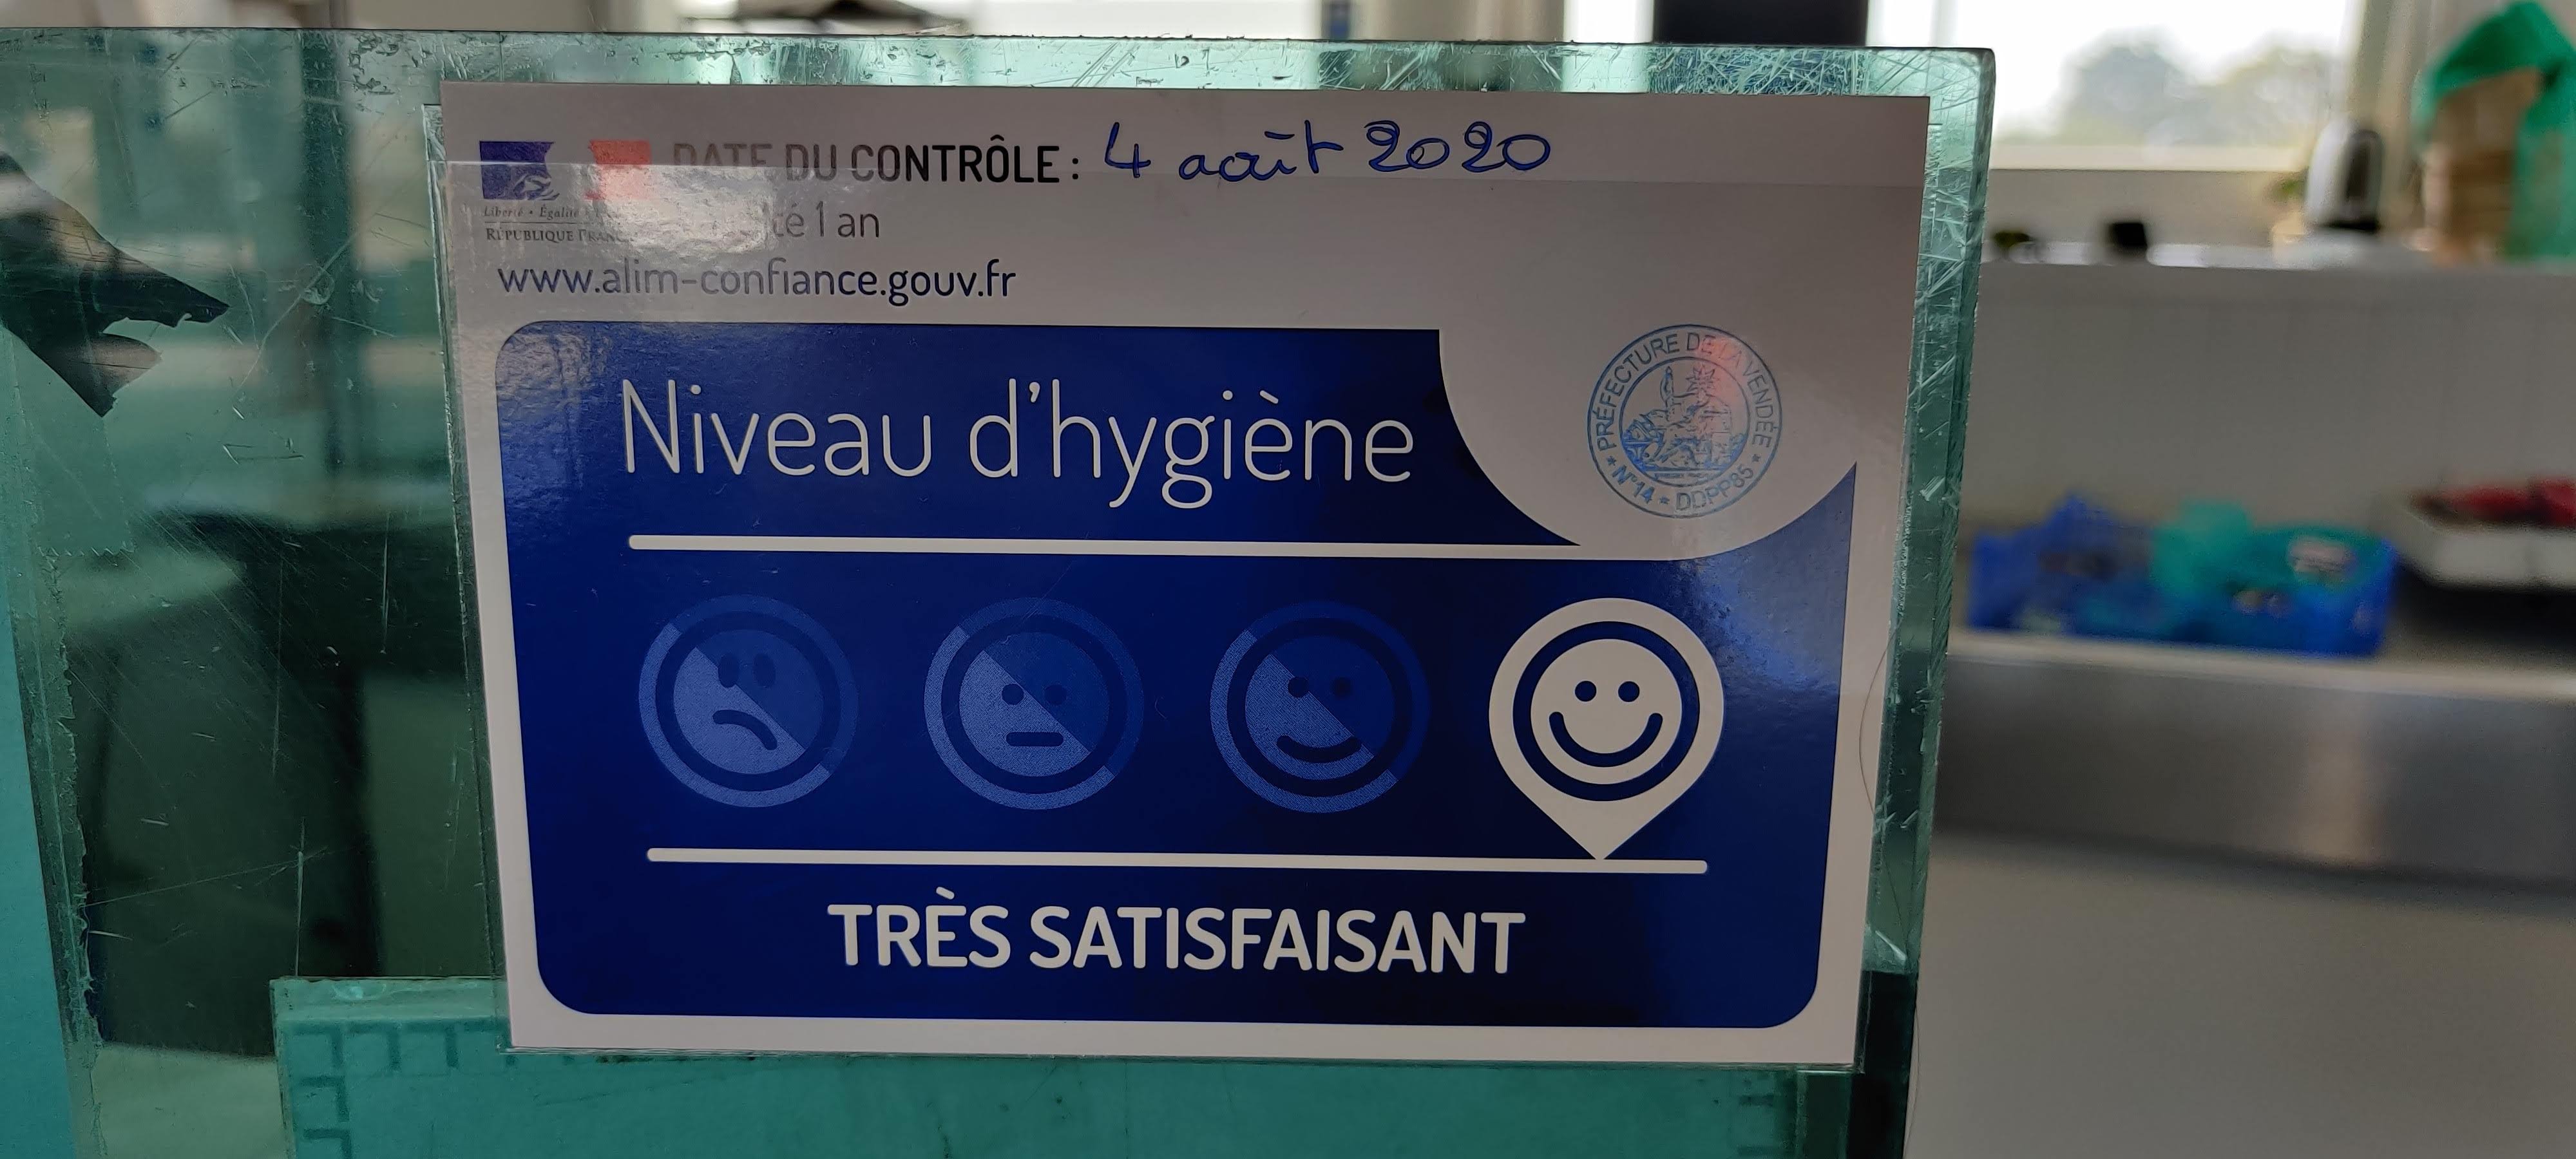 DATE DU CONTRÔLE : 4 août 2020
Liberté • Égalité
RÉPUBLIQUE FRANÇAISE
1 an
www.alim-confiance.gouv.fr
Niveau d'hygiène
PRÉFECTURE DE LA VENDÉE
* N°14 * DDPP85 *
TRÈS SATISFAISANT